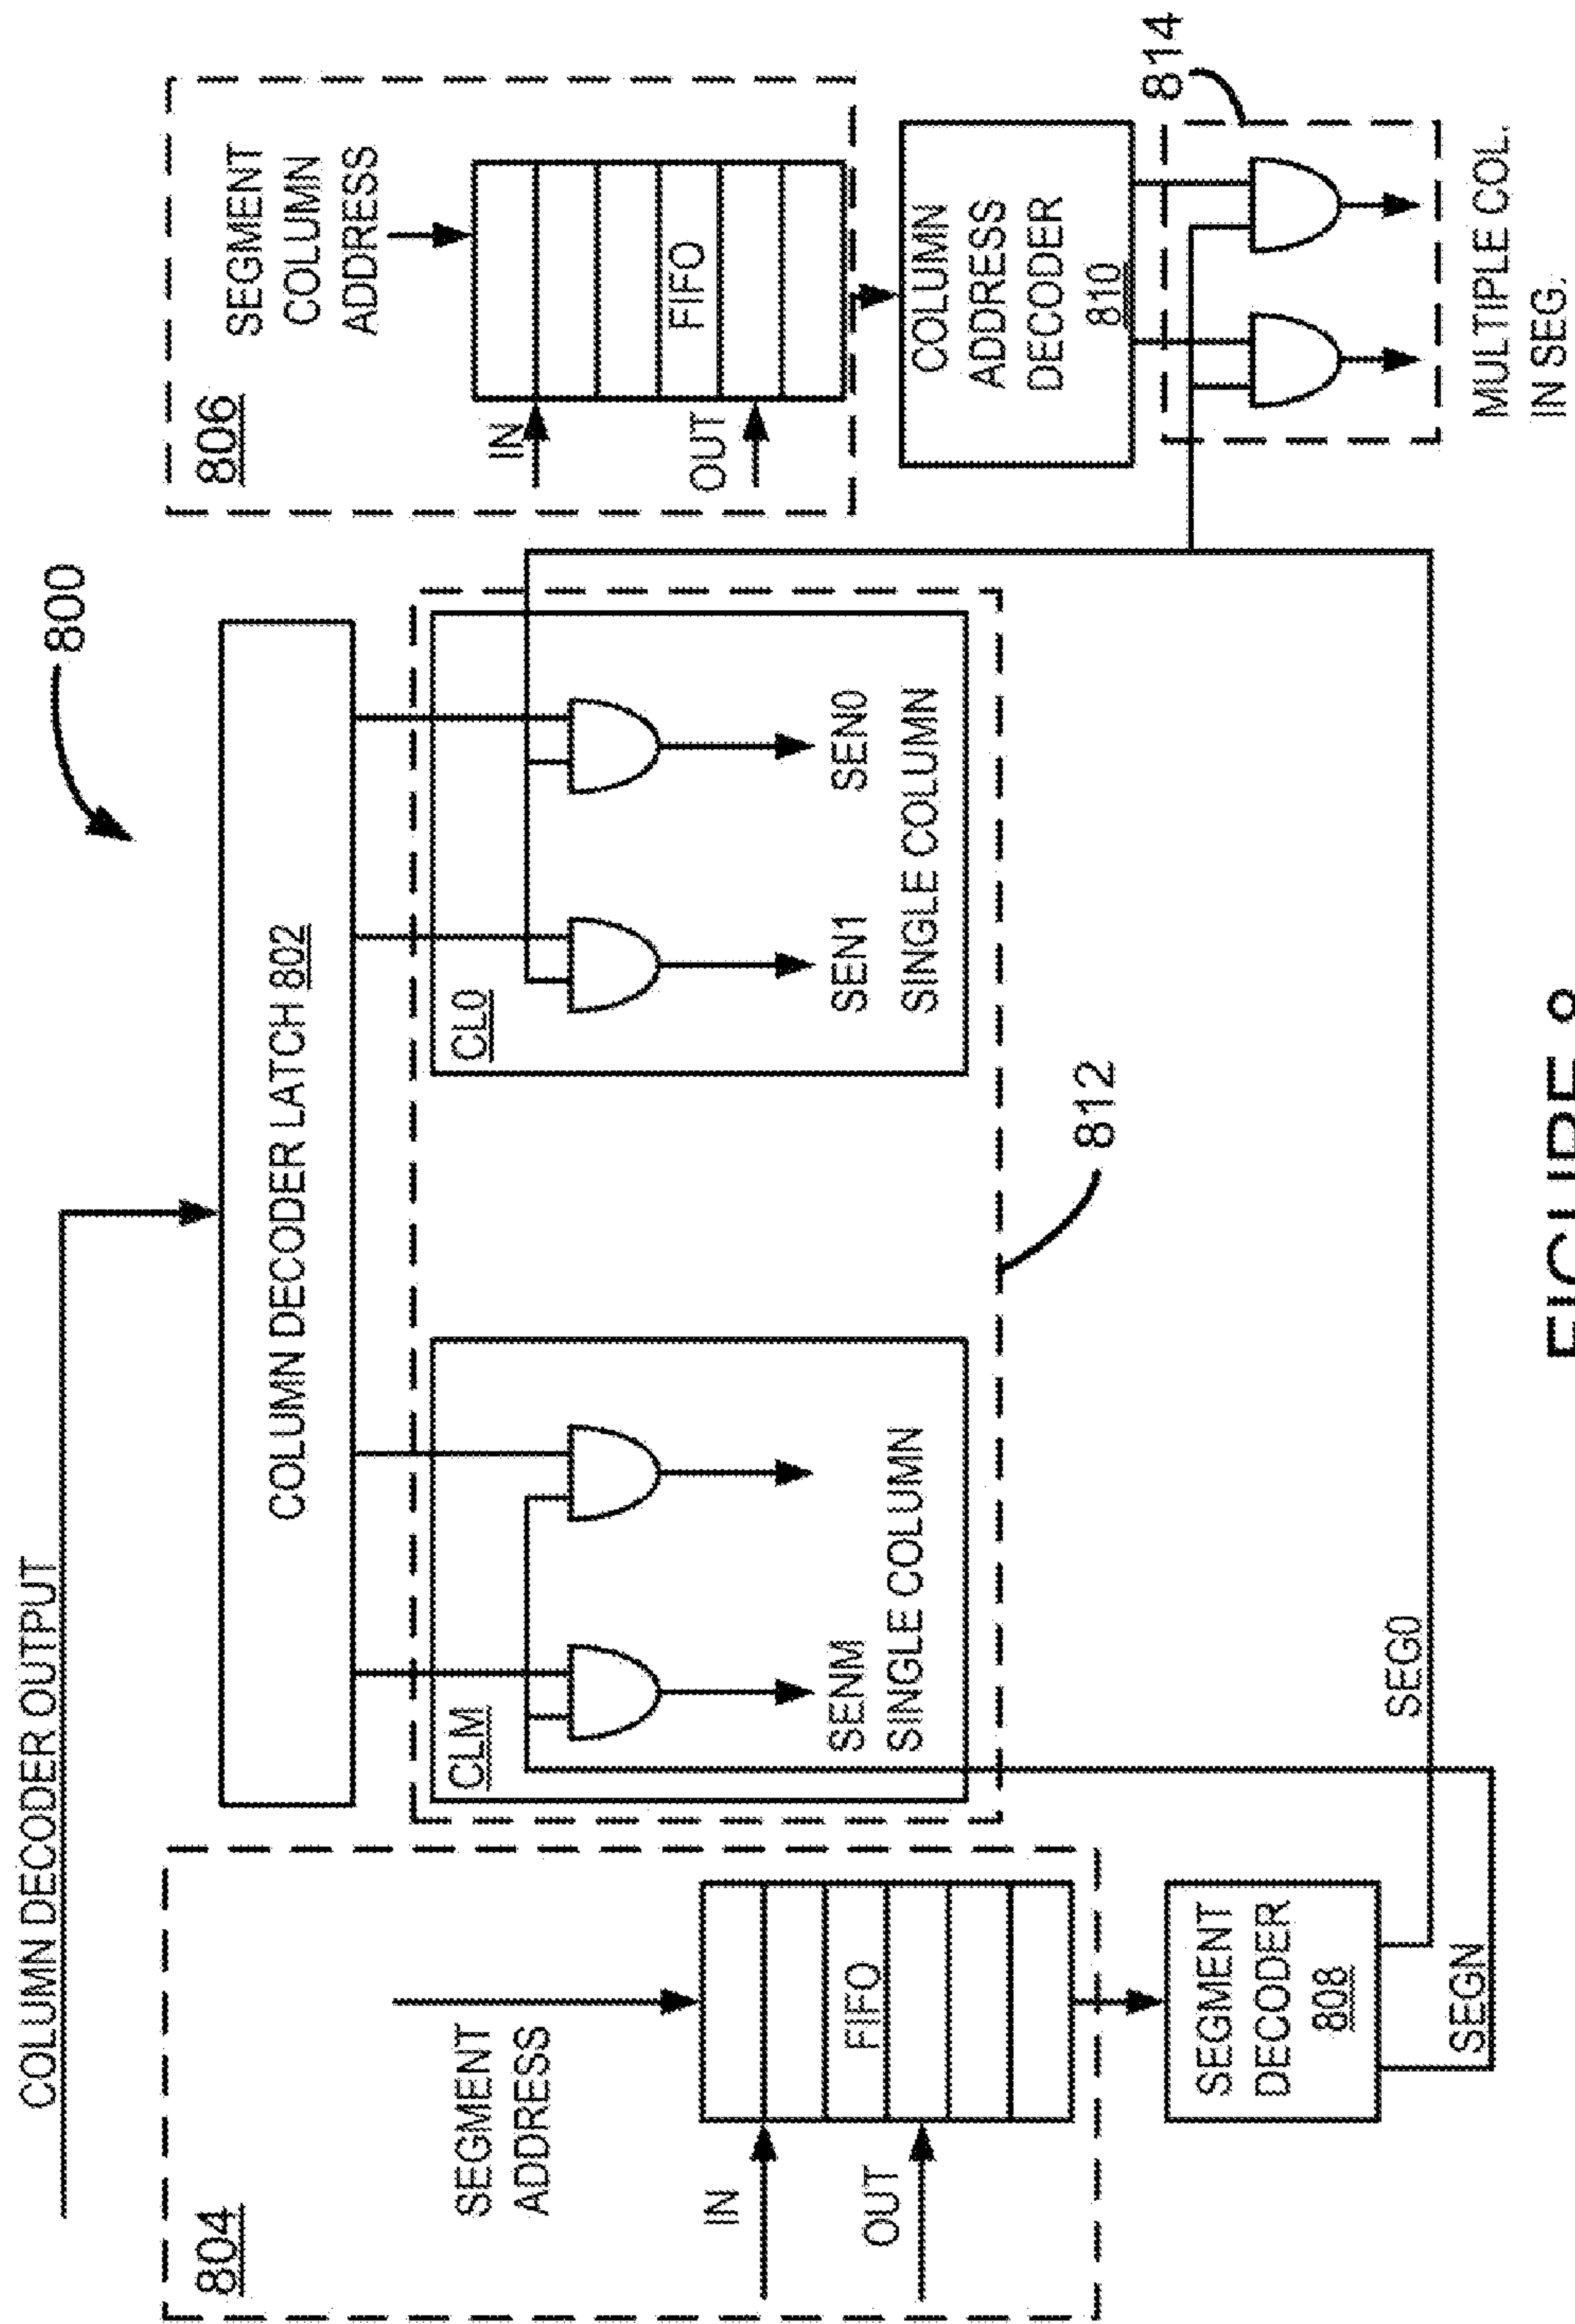 800
COLUMN DECODER OUTPUT
COLUMN DECODER LATCH 802
804
SEGMENT
ADDRESS
IN
OUT
FIFO
SEGMENT
DECODER
808
SEGN
SEG0
CLM
SENM
SINGLE COLUMN
CL0
SEN1
SEN0
SINGLE COLUMN
812
806
SEGMENT
COLUMN
ADDRESS
IN
OUT
FIFO
COLUMN
ADDRESS
DECODER
810
814
MULTIPLE COL.
IN SEG.
FIGURE 8